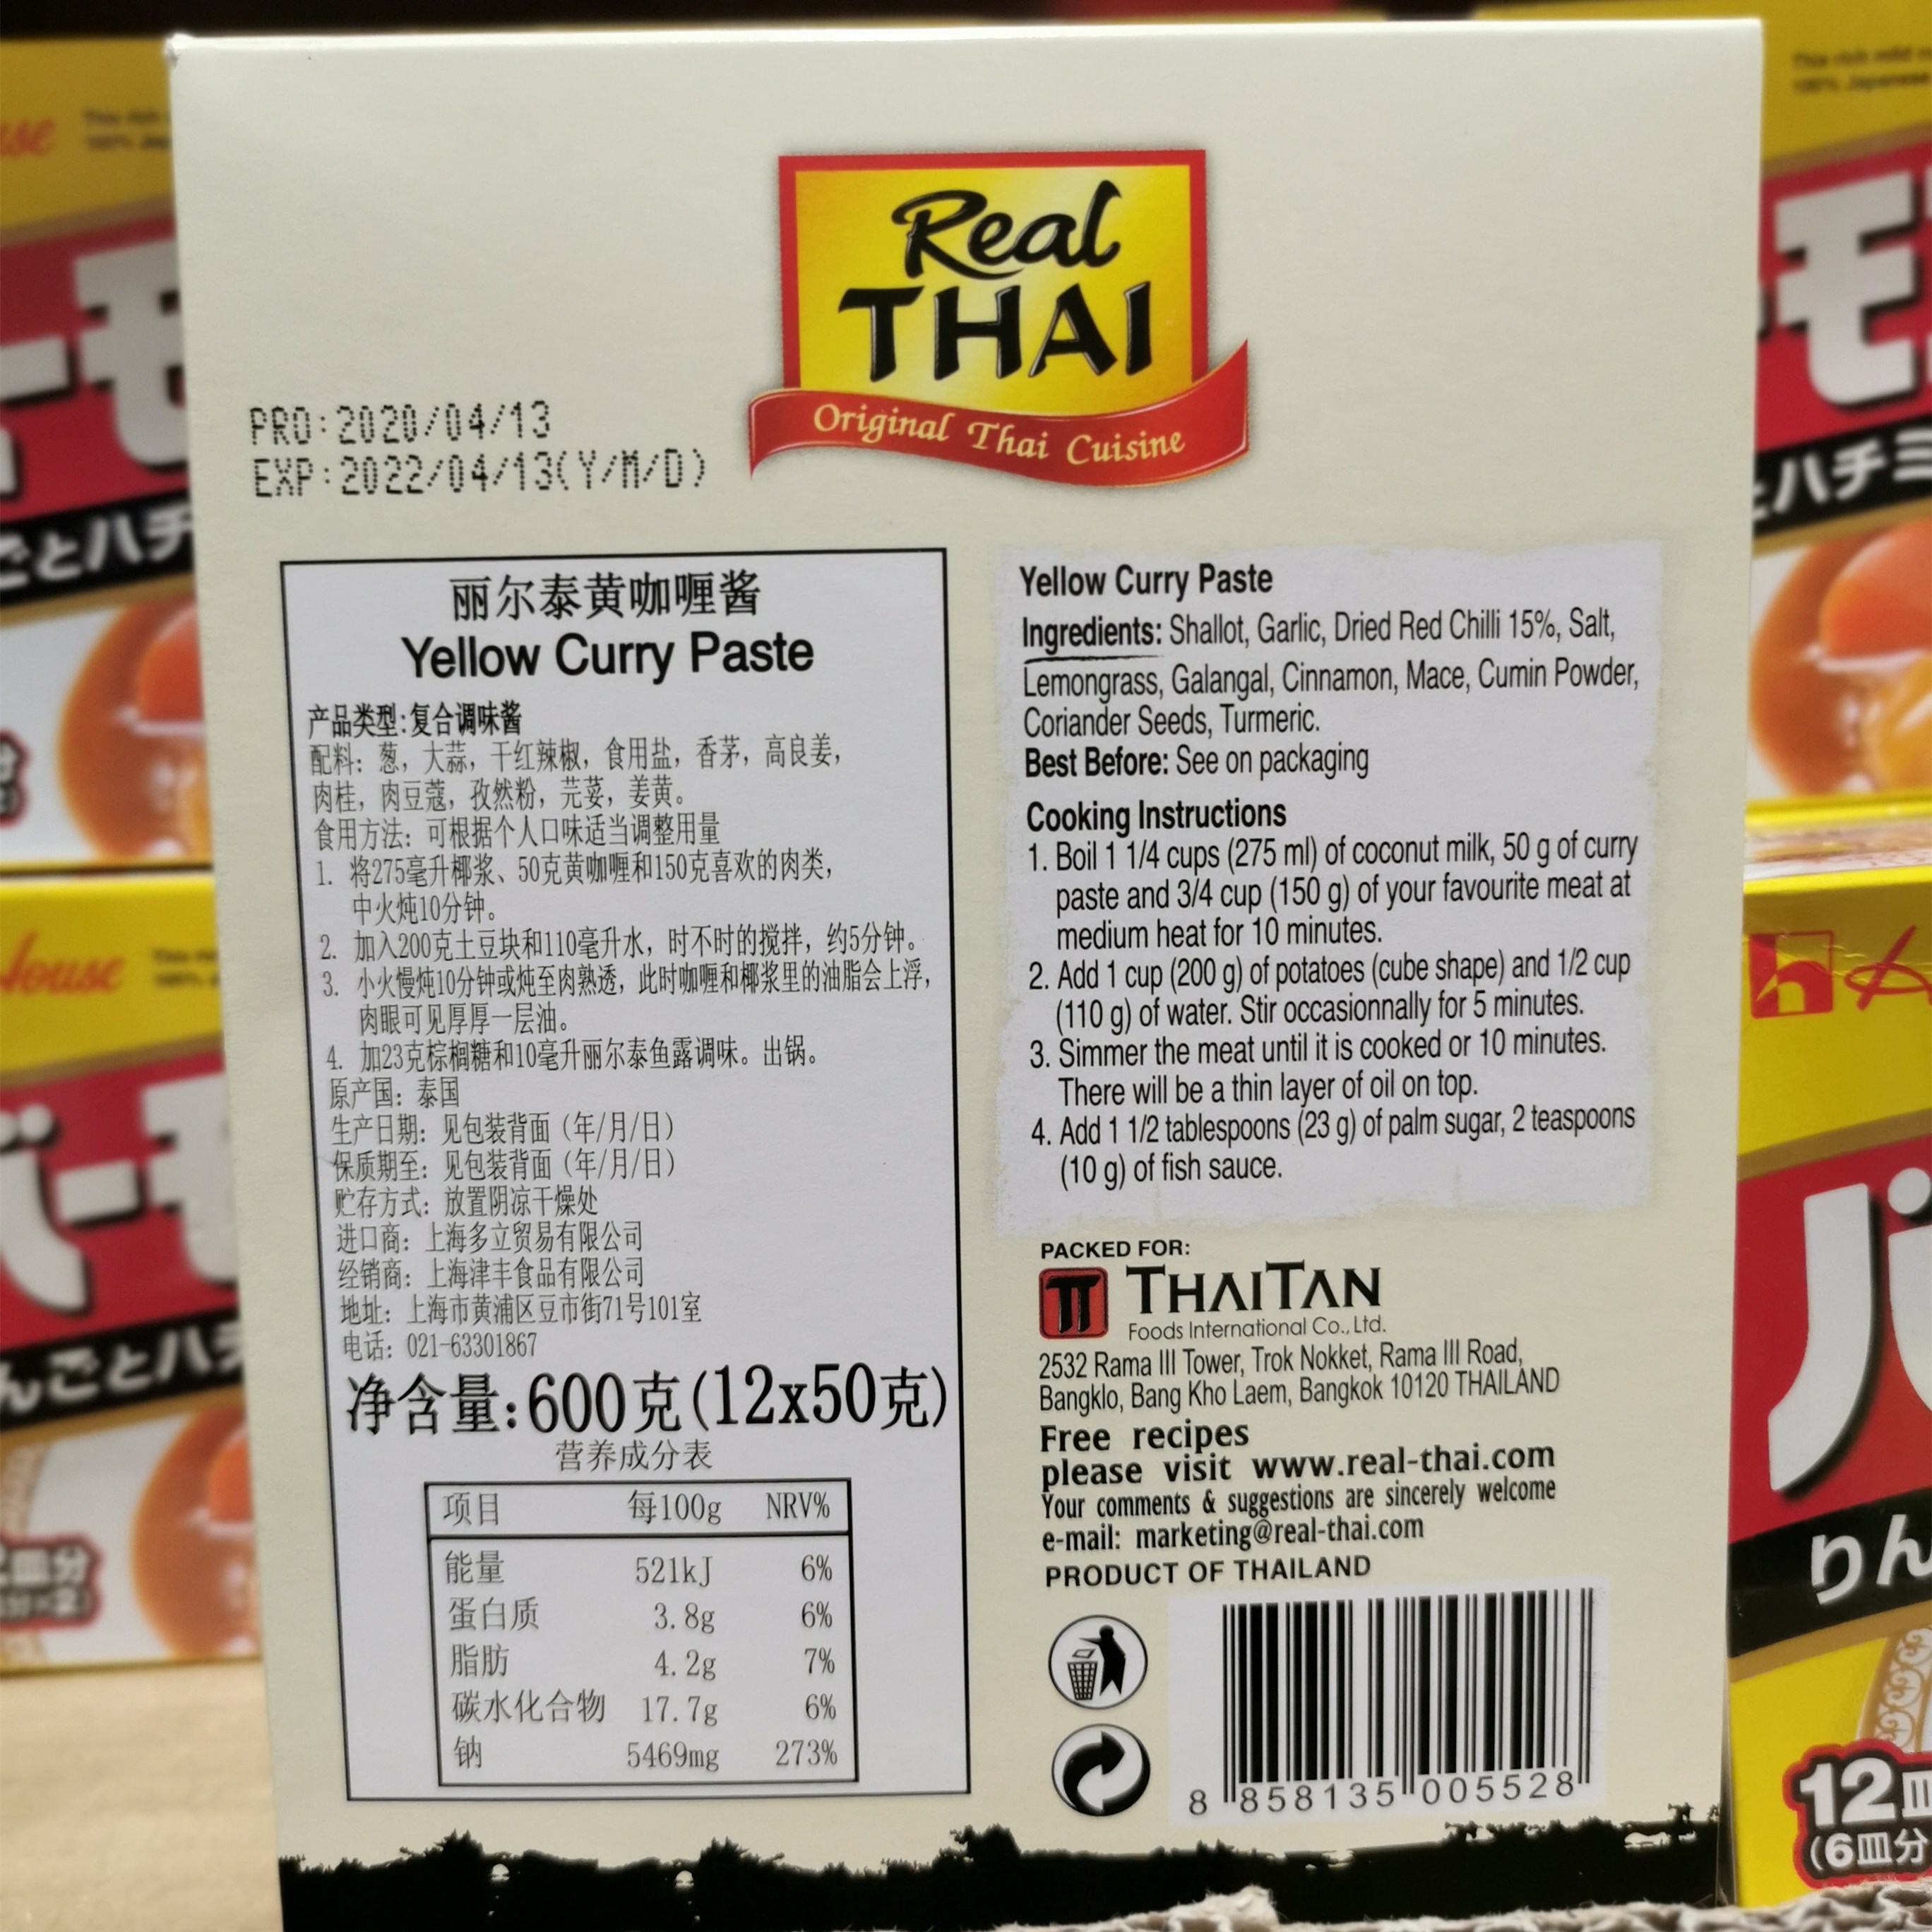 Real
THAI
Original Thai Cuisine
PRO:2020/04/13
EXP:2022/04/13(Y/M/D)
丽尔泰黄咖喱酱
Yellow Curry Paste
产品类型:复合调味酱
配料：葱，大蒜，干红辣椒，食用盐，香茅，高良姜，
肉桂，肉豆蔻，孜然粉，芫荽，姜黄。
食用方法：可根据个人口味适当调整用量
1. 将275毫升椰浆、50克黄咖喱和150克喜欢的肉类，
中火炖10分钟。
2. 加入200克土豆块和110毫升水，时不时的搅拌，约5分钟。
3. 小火慢炖10分钟或炖至肉熟透，此时咖喱和椰浆里的油脂会上浮，
肉眼可见厚厚一层油。
4. 加23克棕榈糖和10毫升丽尔泰鱼露调味。出锅。
原产国：泰国
生产日期：见包装背面（年/月/日）
保质期至：见包装背面（年/月/日）
贮存方式：放置阴凉干燥处
进口商：上海多立贸易有限公司
经销商：上海津丰食品有限公司
地址：上海市黄浦区豆市街71号101室
电话：021-63301867
净含量:600克(12x50克)
营养成分表
项目 每100g NRV%
能量 521kJ 6%
蛋白质 3.8g 6%
脂肪 4.2g 7%
碳水化合物 17.7g 6%
钠 5469mg 273%
Yellow Curry Paste
Ingredients: Shallot, Garlic, Dried Red Chilli 15%, Salt,
Lemongrass, Galangal, Cinnamon, Mace, Cumin Powder,
Coriander Seeds, Turmeric.
Best Before: See on packaging
Cooking Instructions
1. Boil 1 1/4 cups (275 ml) of coconut milk, 50 g of curry
paste and 3/4 cup (150 g) of your favourite meat at
medium heat for 10 minutes.
2. Add 1 cup (200 g) of potatoes (cube shape) and 1/2 cup
(110 g) of water. Stir occasionnally for 5 minutes.
3. Simmer the meat until it is cooked or 10 minutes.
There will be a thin layer of oil on top.
4. Add 1 1/2 tablespoons (23 g) of palm sugar, 2 teaspoons
(10 g) of fish sauce.
PACKED FOR:
THAITAN
Foods International Co., Ltd.
2532 Rama III Tower, Trok Nokket, Rama III Road,
Bangklo, Bang Kho Laem, Bangkok 10120 THAILAND
Free recipes
please visit www.real-thai.com
Your comments & suggestions are sincerely welcome
e-mail: marketing@real-thai.com
PRODUCT OF THAILAND
8 858135 005528
ごとハチ
ハチミ
House
んごとハチ
バ
りん
12皿
(6皿分